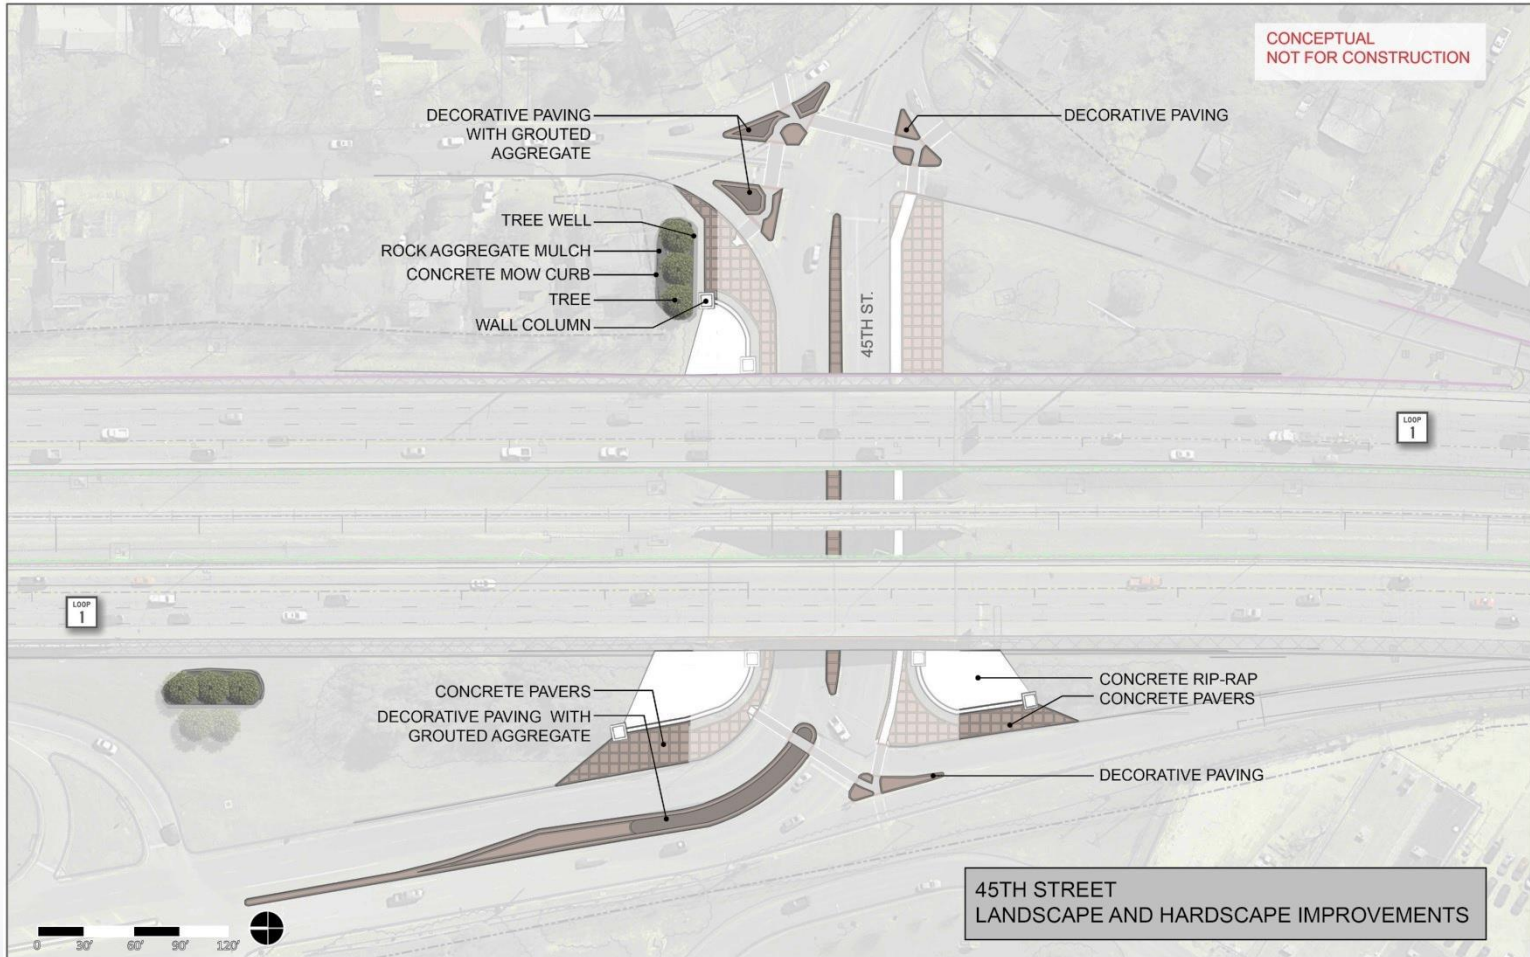 CONCEPTUAL
NOT FOR CONSTRUCTION
DECORATIVE PAVING
WITH GROUTED
AGGREGATE
DECORATIVE PAVING
TREE WELL
ROCK AGGREGATE MULCH
CONCRETE MOW CURB
TREE
WALL COLUMN
45TH ST.
LOOP
1
LOOP
1
CONCRETE PAVERS
DECORATIVE PAVING WITH
GROUTED AGGREGATE
CONCRETE RIP-RAP
CONCRETE PAVERS
DECORATIVE PAVING
45TH STREET
LANDSCAPE AND HARDSCAPE IMPROVEMENTS
0 30' 60' 90' 120'